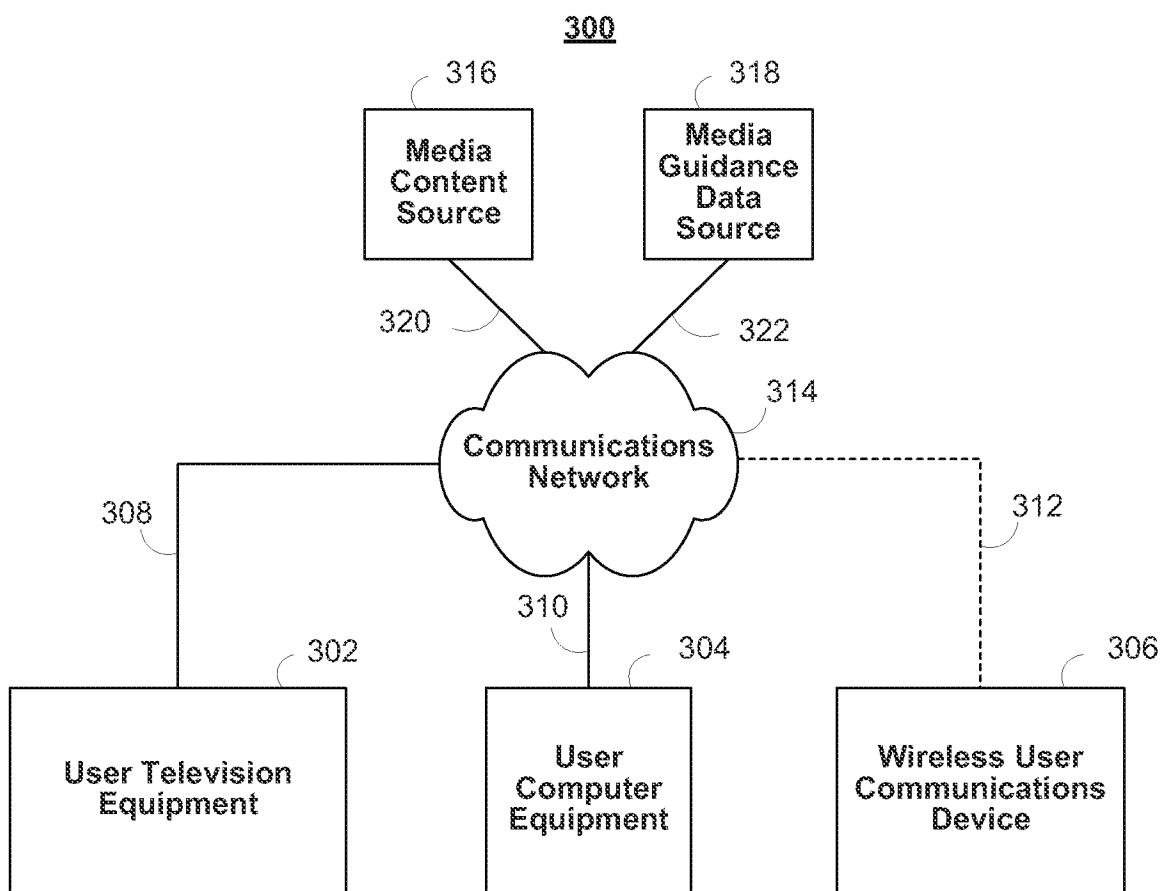 300
316
318
Media
Content
Source
Media
Guidance
Data
Source
320
322
314
Communications
Network
308
312
310
302
304
306
User Television
Equipment
User
Computer
Equipment
Wireless User
Communications
Device